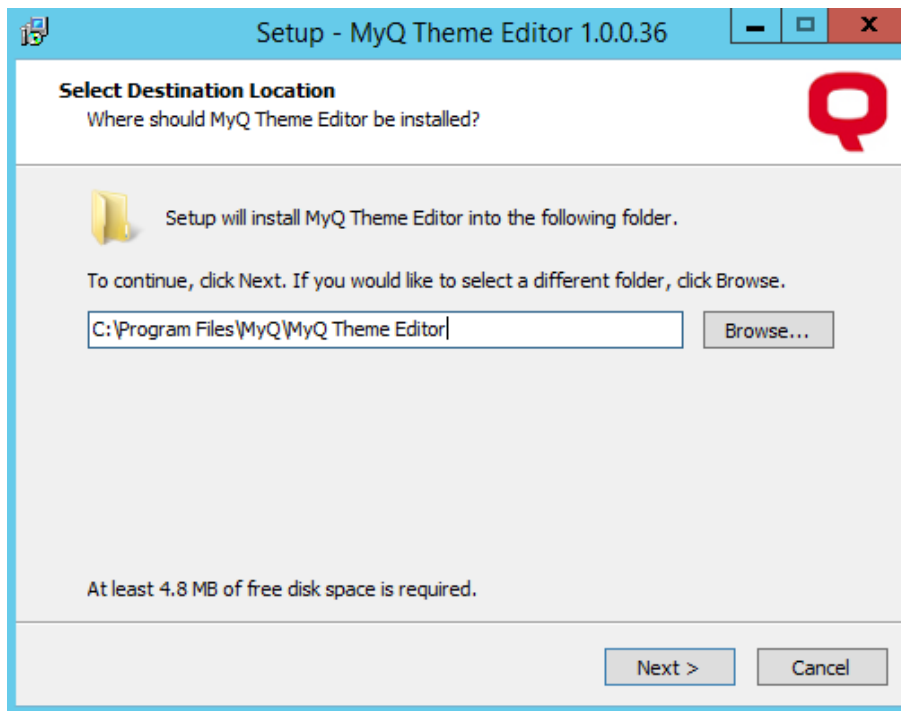 Setup - MyQ Theme Editor 1.0.0.36
Select Destination Location
Where should MyQ Theme Editor be installed?
Setup will install MyQ Theme Editor into the following folder.
To continue, click Next. If you would like to select a different folder, click Browse.
C:\Program Files\MyQ\MyQ Theme Editor
Browse...
At least 4.8 MB of free disk space is required.
Next >
Cancel